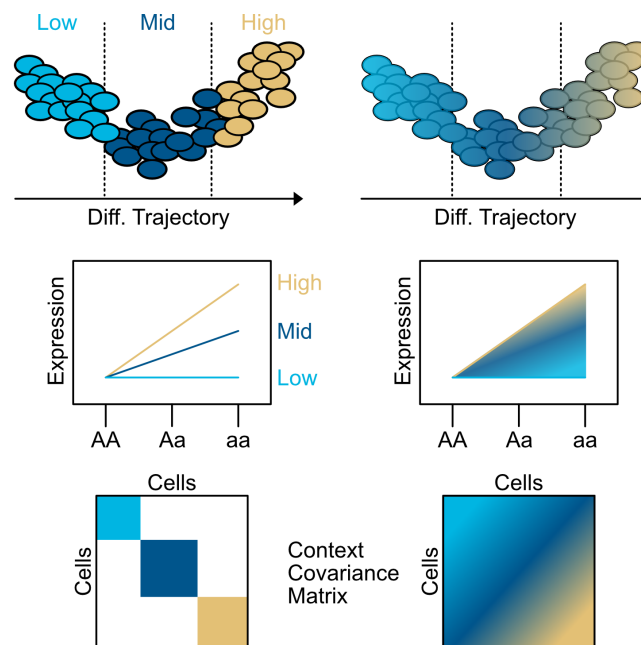 Low Mid High
Diff. Trajectory Diff. Trajectory
Expression
High
Mid
Low
AA Aa aa
Expression
AA Aa aa
Cells
Cells
Context
Covariance
Matrix
Cells
Cells